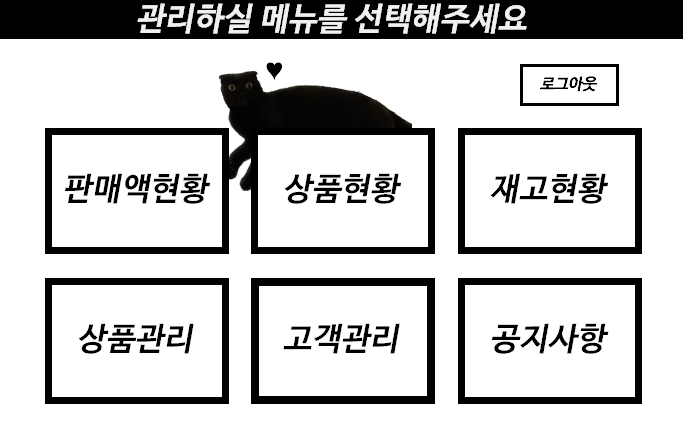 관리하실 메뉴를 선택해주세요
로그아웃
판매액현황
상품현황
재고현황
상품관리
고객관리
공지사항